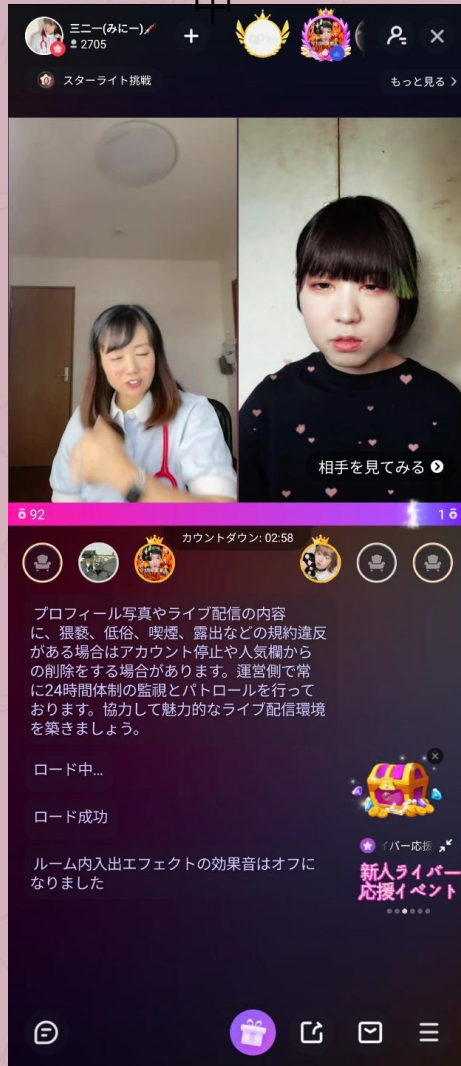 中
三二一(みにー)💉
2705
スターライト挑戦
もっと見る >
相手を見てみる
92
1
カウントダウン: 02:58
プロフィール写真やライブ配信の内容
に、猥褻、低俗、喫煙、露出などの規約違反
がある場合はアカウント停止や人気欄から
の削除をする場合があります。運営側で常
に24時間体制の監視とパトロールを行って
おります。協力して魅力的なライブ配信環境
を築きましょう。
ロード中...
ロード成功
ルーム内入出エフェクトの効果音はオフに
なりました
イバー応援
新人ライバー
応援イベント